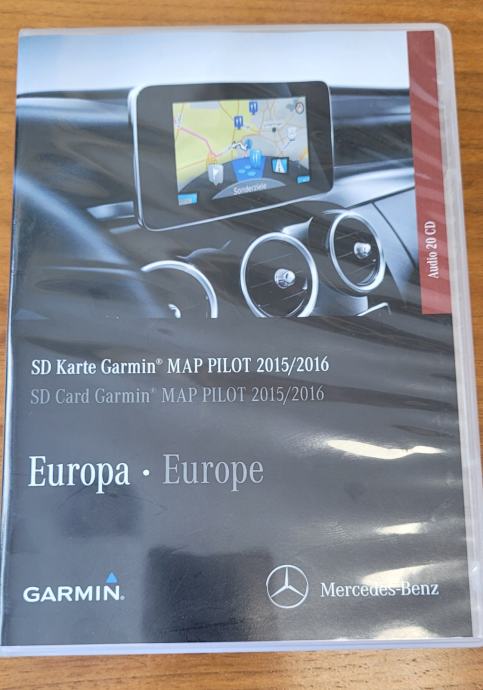 Sonderziele
Audio 20 CD
SD Karte Garmin® MAP PILOT 2015/2016
SD Card Garmin® MAP PILOT 2015/2016
Europa · Europe
GARMIN®
Mercedes-Benz